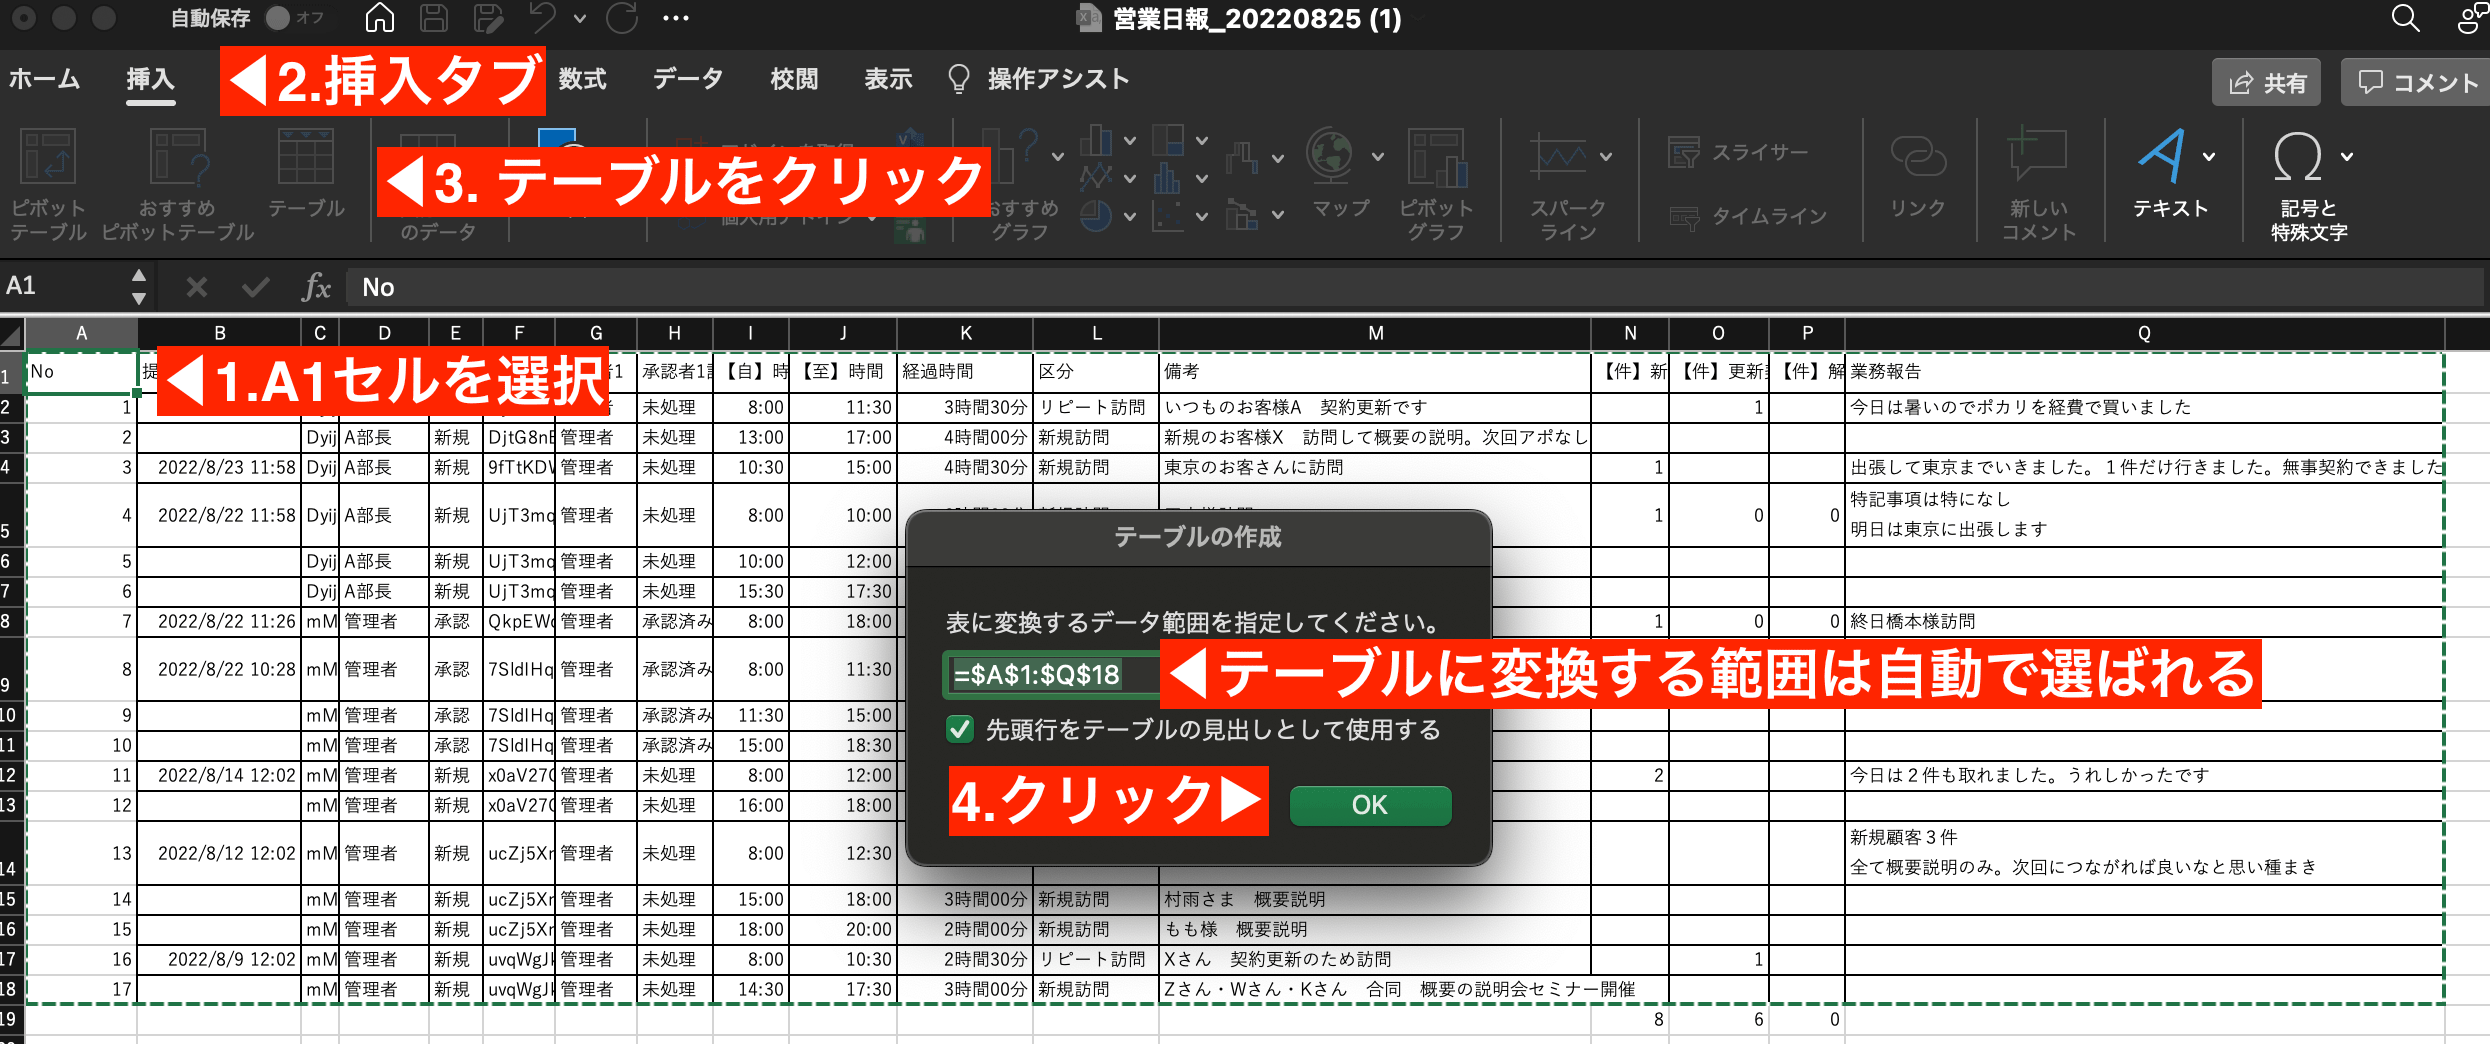 自動保存 オフ
営業日報_20220825 (1)
ホーム 挿入 ◀2.挿入タブ 数式 データ 校閲 表示 操作アシスト 共有 コメント
◀3. テーブルをクリック
ピボット
テーブル
おすすめ
ピボットテーブル
テーブル
のデータ
おすすめ
グラフ
マップ
ピボット
グラフ
スパーク
ライン
スライサー
タイムライン
リンク
新しい
コメント
テキスト
記号と
特殊文字
A1 fx No
A B C D E F G H I J K L M N O P Q
1 No 提 ◀1.A1セルを選択 者1 承認者1 【自】時 【至】時間 経過時間 区分 備考 【件】新 【件】更新 【件】解 業務報告
2 1 未処理 8:00 11:30 3時間30分 リピート訪問 いつものお客様A 契約更新です 1 今日は暑いのでポカリを経費で買いました
3 2 Dyij A部長 新規 DjtG8n 管理者 未処理 13:00 17:00 4時間00分 新規訪問 新規のお客様X 訪問して概要の説明。次回アポなし
4 3 2022/8/23 11:58 Dyij A部長 新規 9fTtKD 管理者 未処理 10:30 15:00 4時間30分 新規訪問 東京のお客さんに訪問 1 出張して東京までいきました。１件だけ行きました。無事契約できました
5 4 2022/8/22 11:58 Dyij A部長 新規 UjT3mq 管理者 未処理 8:00 10:00 1 0 0 特記事項は特になし
明日は東京に出張します
6 5 Dyij A部長 新規 UjT3mq 管理者 未処理 10:00 12:00
7 6 Dyij A部長 新規 UjT3mq 管理者 未処理 15:30 17:30
8 7 2022/8/22 11:26 mM 管理者 承認 QkpEW 管理者 承認済み 8:00 18:00 1 0 0 終日橋本様訪問
9 8 2022/8/22 10:28 mM 管理者 承認 7SldIHq 管理者 承認済み 8:00 11:30
10 9 mM 管理者 承認 7SldIHq 管理者 承認済み 11:30 15:00
11 10 mM 管理者 承認 7SldIHq 管理者 承認済み 15:00 18:30
12 11 2022/8/14 12:02 mM 管理者 新規 x0aV27 管理者 未処理 8:00 12:00 2 今日は２件も取れました。うれしかったです
13 12 mM 管理者 新規 x0aV27 管理者 未処理 16:00 18:00
14 13 2022/8/12 12:02 mM 管理者 新規 ucZj5Xr 管理者 未処理 8:00 12:30 新規顧客３件
全て概要説明のみ。次回につながれば良いなと思い種まき
15 14 mM 管理者 新規 ucZj5Xr 管理者 未処理 15:00 18:00 3時間00分 新規訪問 村雨さま 概要説明
16 15 mM 管理者 新規 ucZj5Xr 管理者 未処理 18:00 20:00 2時間00分 新規訪問 もも様 概要説明
17 16 2022/8/9 12:02 mM 管理者 新規 uvqWgJ 管理者 未処理 8:00 10:30 2時間30分 リピート訪問 Xさん 契約更新のため訪問 1
18 17 mM 管理者 新規 uvqWgJ 管理者 未処理 14:30 17:30 3時間00分 新規訪問 Zさん・Wさん・Kさん 合同 概要の説明会セミナー開催
19 8 6 0
テーブルの作成
表に変換するデータ範囲を指定してください。
=$A$1:$Q$18 ◀テーブルに変換する範囲は自動で選ばれる
先頭行をテーブルの見出しとして使用する
4.クリック▶ OK